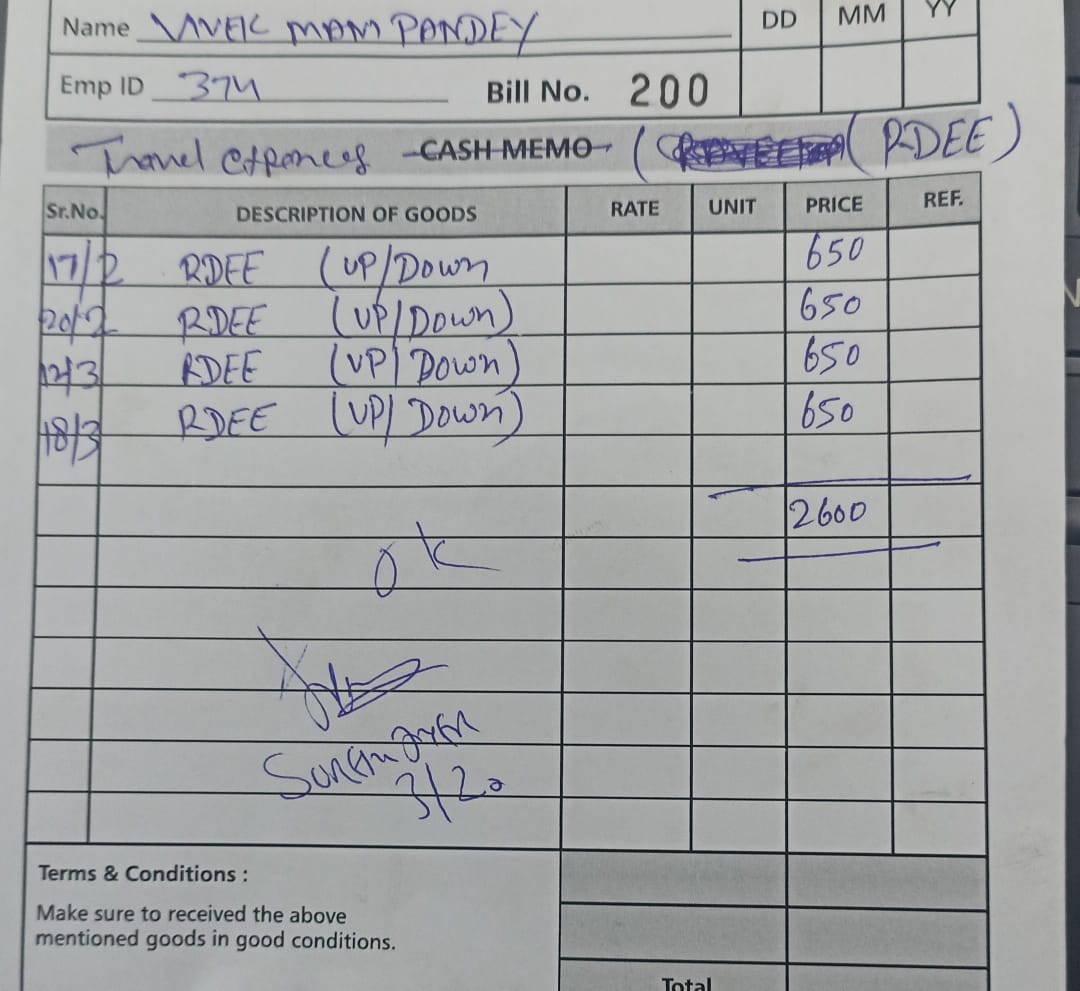 Name VIVEK MANI PANDEY DD MM YY
Emp ID 374 Bill No. 200
Travel expences CASH MEMO ( (RDEE)
Sr.No. DESCRIPTION OF GOODS RATE UNIT PRICE REF.
17/2 RDEE (UP/Down 650
20/2 RDEE (UP/Down) 650
12/3 RDEE (UP/Down) 650
18/3 RDEE (UP/Down) 650
2600
OK
3/20
Terms & Conditions :
Make sure to received the above
mentioned goods in good conditions.
Total